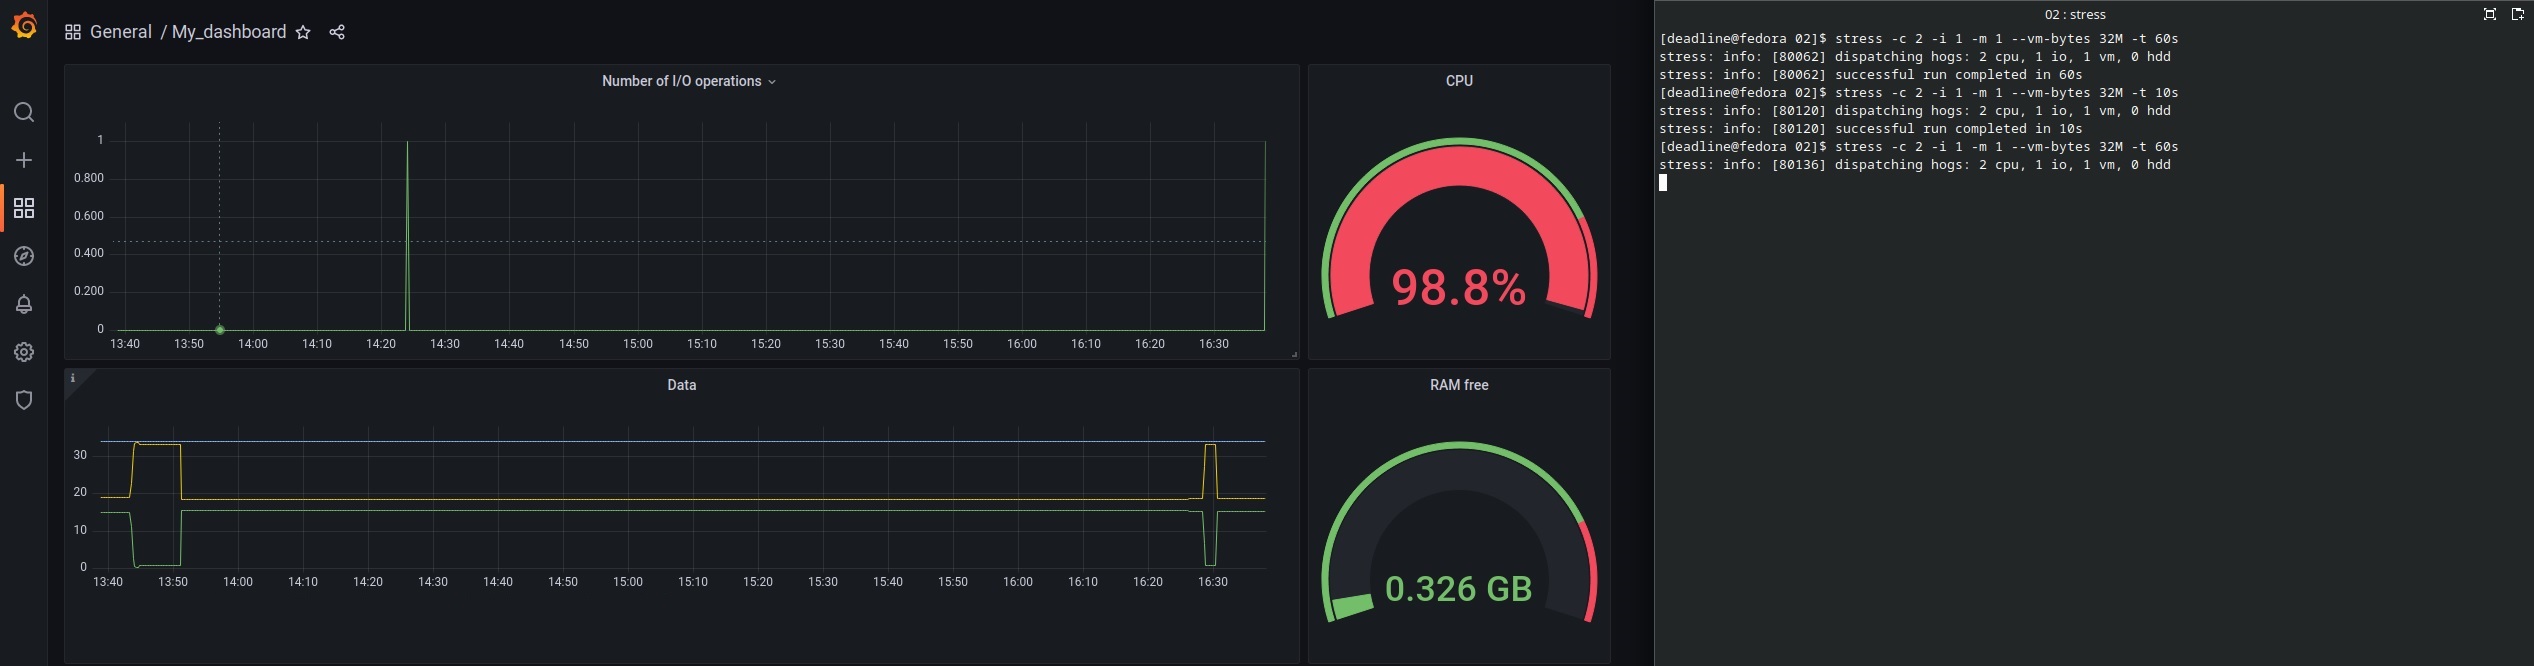 General / My_dashboard
Number of I/O operations
1
0.800
0.600
0.400
0.200
0
13:40 13:50 14:00 14:10 14:20 14:30 14:40 14:50 15:00 15:10 15:20 15:30 15:40 15:50 16:00 16:10 16:20 16:30
CPU
98.8%
i
Data
30
20
10
0
13:40 13:50 14:00 14:10 14:20 14:30 14:40 14:50 15:00 15:10 15:20 15:30 15:40 15:50 16:00 16:10 16:20 16:30
RAM free
0.326 GB
02 : stress
[deadline@fedora 02]$ stress -c 2 -i 1 -m 1 --vm-bytes 32M -t 60s
stress: info: [80062] dispatching hogs: 2 cpu, 1 io, 1 vm, 0 hdd
stress: info: [80062] successful run completed in 60s
[deadline@fedora 02]$ stress -c 2 -i 1 -m 1 --vm-bytes 32M -t 10s
stress: info: [80120] dispatching hogs: 2 cpu, 1 io, 1 vm, 0 hdd
stress: info: [80120] successful run completed in 10s
[deadline@fedora 02]$ stress -c 2 -i 1 -m 1 --vm-bytes 32M -t 60s
stress: info: [80136] dispatching hogs: 2 cpu, 1 io, 1 vm, 0 hdd